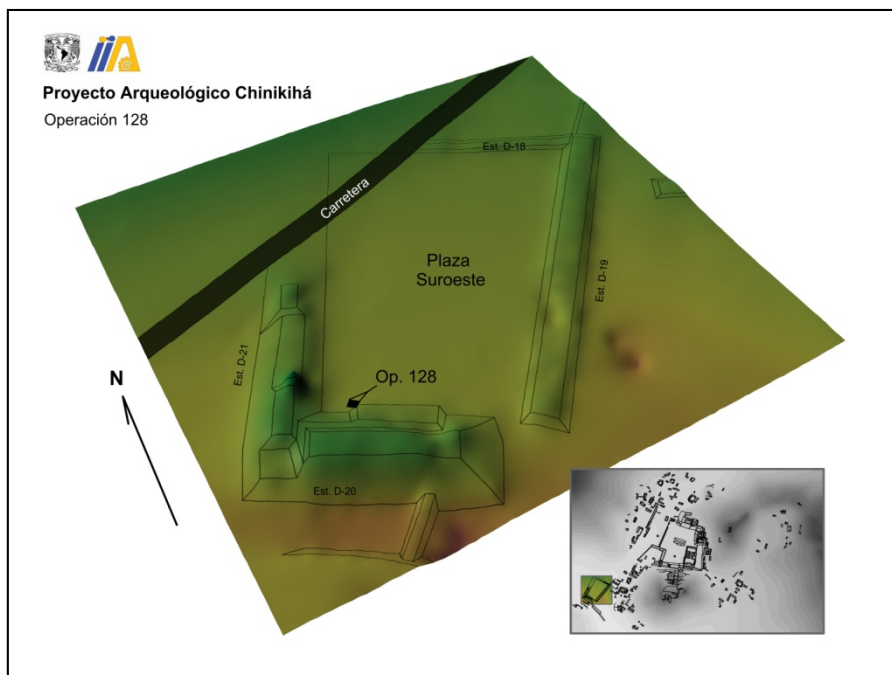 Proyecto Arqueológico Chinikihá
Operación 128
Est. D-18
Carretera
Plaza
Suroeste
Est. D-19
Est. D-21
N
Op. 128
Est. D-20